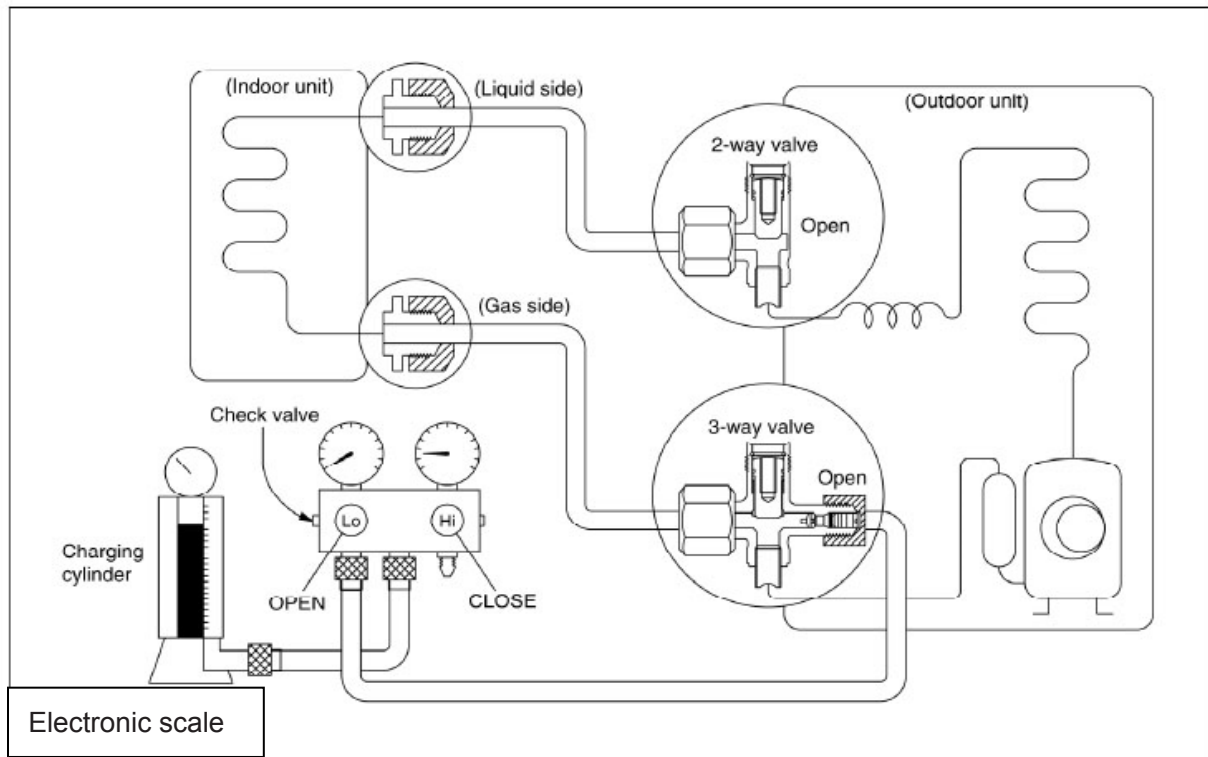 (Indoor unit)
(Liquid side)
(Outdoor unit)
2-way valve
Open
(Gas side)
Check valve
3-way valve
Open
Lo
Hi
Charging
cylinder
OPEN
CLOSE
Electronic scale